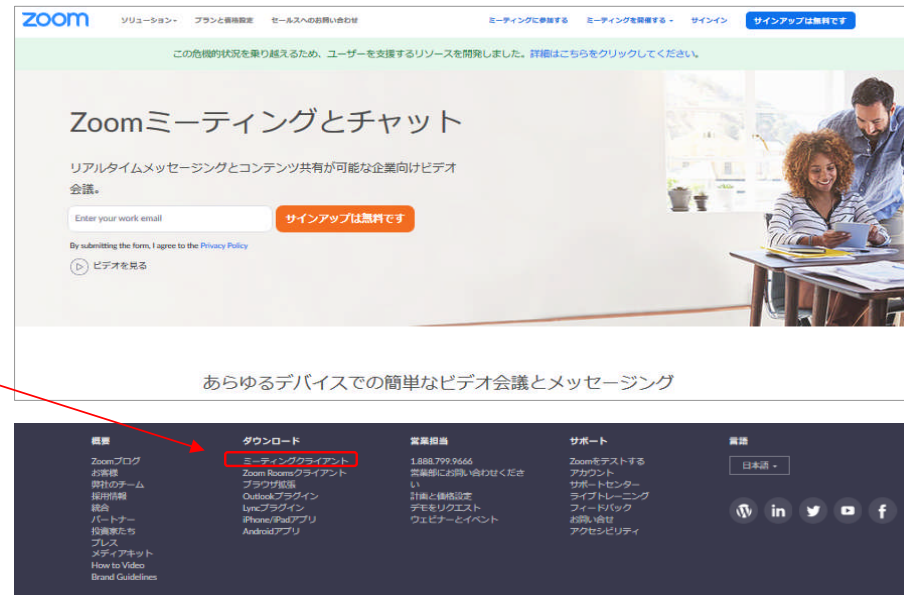 zoom
ソリューション プランと価格設定 セールスへのお問い合わせ ミーティングに参加する ミーティングを開催する サインイン サインアップは無料です
この危機的状況を乗り越えるため、ユーザーを支援するリソースを開発しました。詳細はこちらをクリックしてください。
Zoomミーティングとチャット
リアルタイムメッセージングとコンテンツ共有が可能な企業向けビデオ
会議。
Enter your work email サインアップは無料です
By submitting the form, I agree to the Privacy Policy
ビデオを見る
あらゆるデバイスでの簡単なビデオ会議とメッセージング
概要
Zoomブログ
お客様
弊社のチーム
採用情報
統合
パートナー
投資家たち
プレス
メディアキット
How to Video
Brand Guidelines
ダウンロード
ミーティングクライアント
Zoom Roomsクライアント
ブラウザ拡張
Outlookプラグイン
Lyncプラグイン
iPhone/iPadアプリ
Androidアプリ
営業担当
1.888.799.9666
営業部にお問い合わせくださ
い
計画と価格設定
デモをリクエスト
ウェビナーとイベント
サポート
Zoomをテストする
アカウント
サポートセンター
ライブトレーニング
フィードバック
お問い合せ
アクセシビリティ
言語
日本語
in
f